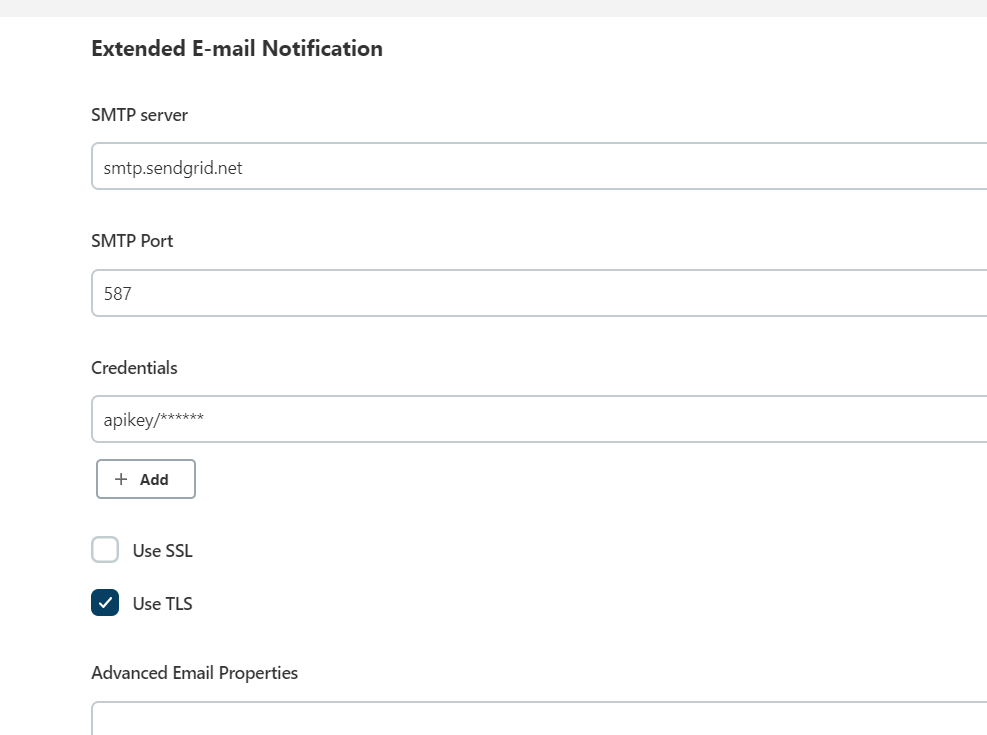 Extended E-mail Notification
SMTP server
smtp.sendgrid.net
SMTP Port
587
Credentials
apikey/******
+ Add
Use SSL
Use TLS
Advanced Email Properties